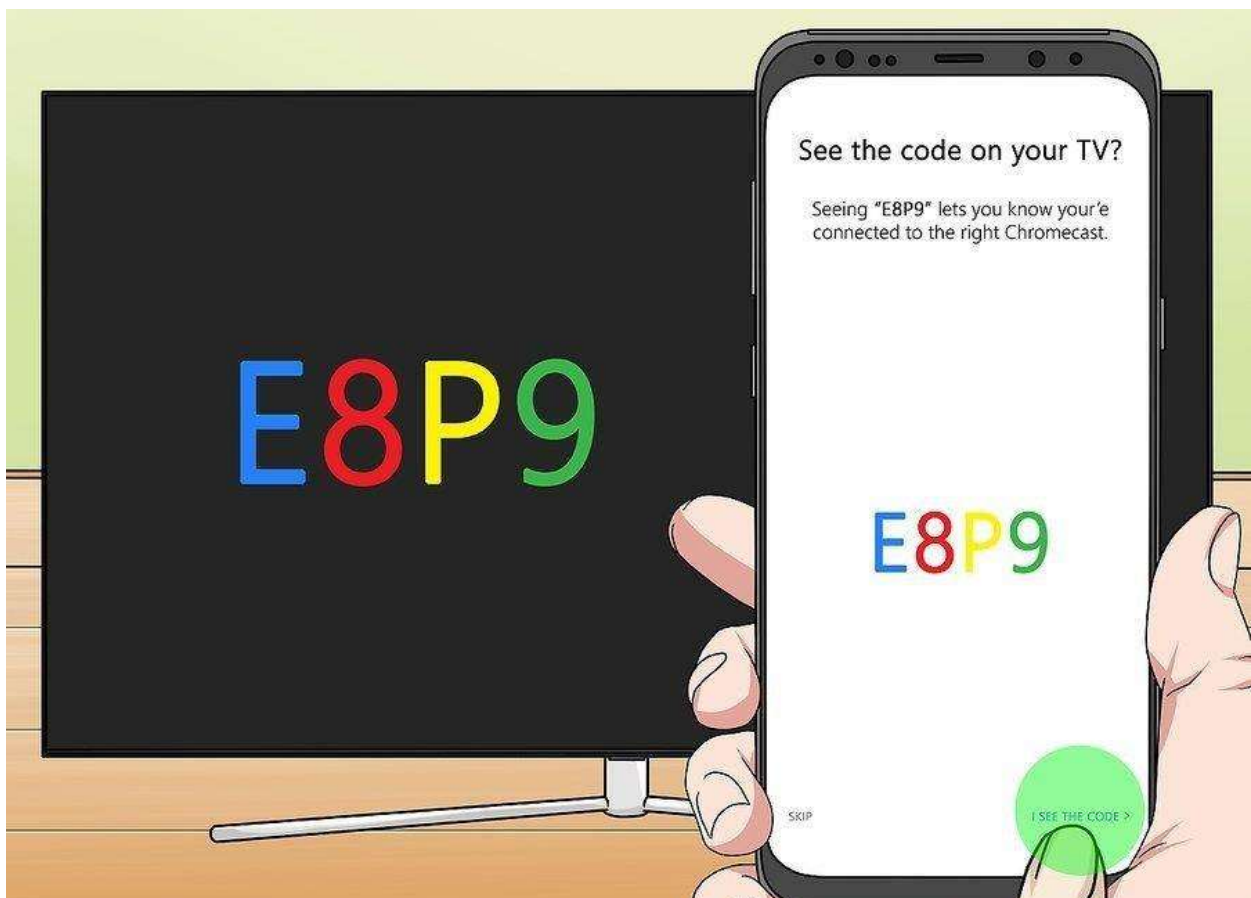 E8P9
See the code on your TV?
Seeing "E8P9" lets you know your'e
connected to the right Chromecast.
E8P9
SKIP
I SEE THE CODE >